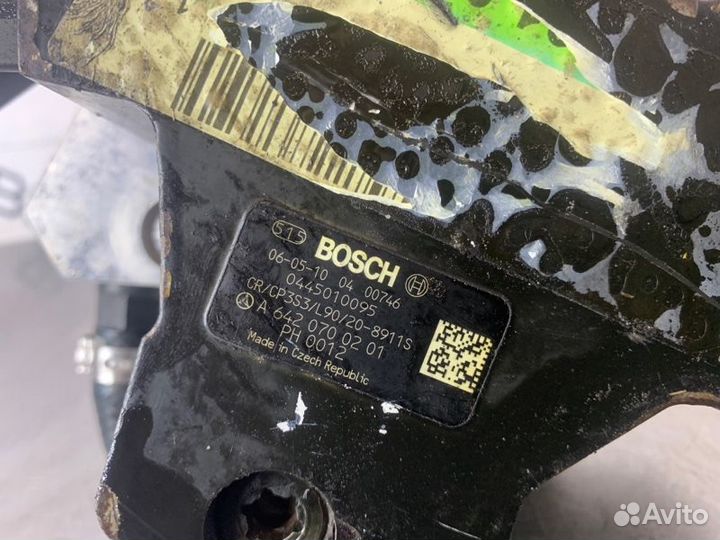 515 BOSCH
06-05-10 04 00746
0445010095
CR/CP3S3/L90/20-8911S
A 642 070 02 01
PH 0012
Made in Czech Republic
Avito